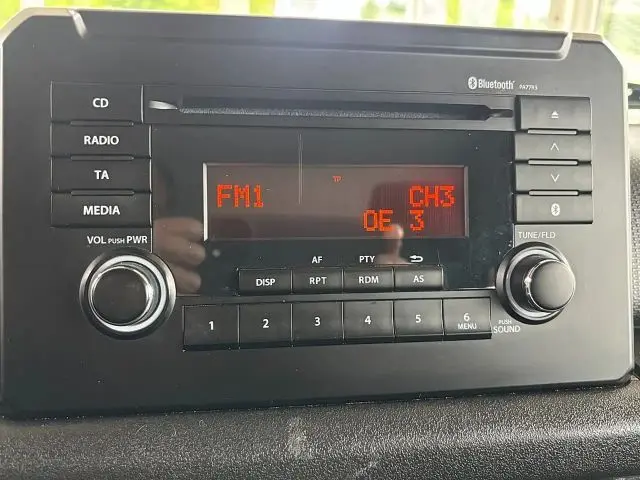 Bluetooth PA7793
CD
RADIO
TA
MEDIA
TP
FM1 CH3
OE 3
VOL PUSH PWR
TUNE/FLD
AF PTY
DISP RPT RDM AS
1 2 3 4 5 6
MENU
PUSH
SOUND